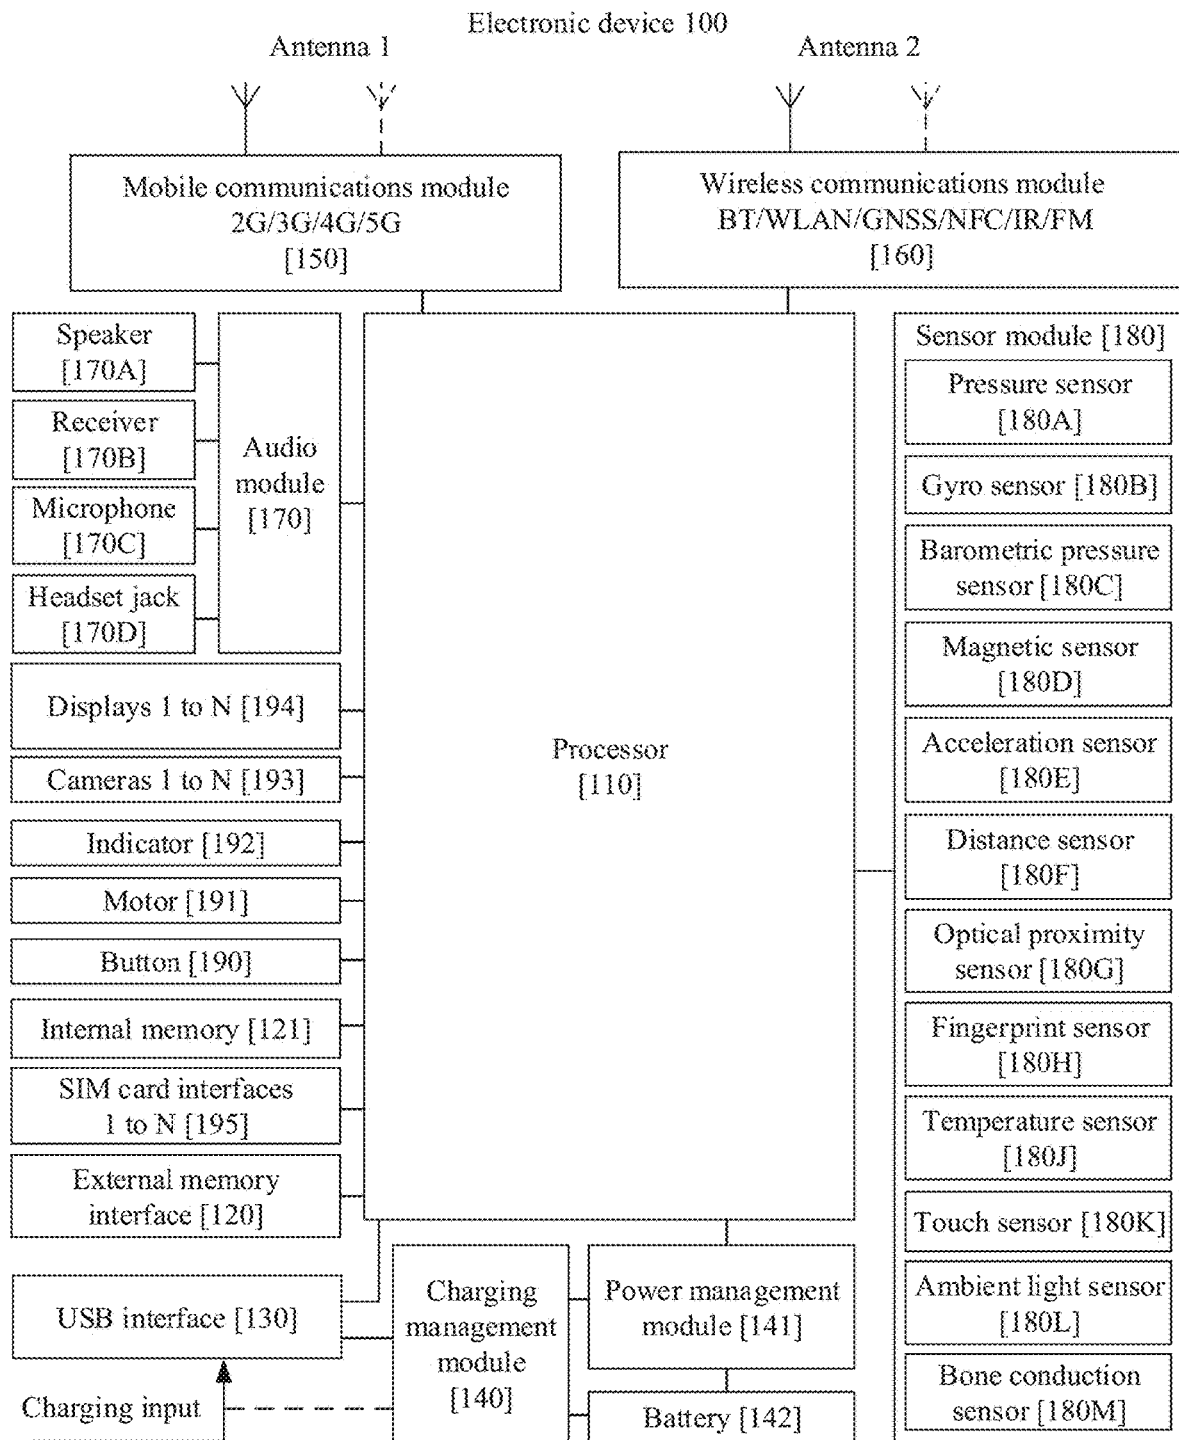 Electronic device 100
Antenna 1
Antenna 2
Mobile communications module
2G/3G/4G/5G
[150]
Wireless communications module
BT/WLAN/GNSS/NFC/IR/FM
[160]
Speaker
[170A]
Receiver
[170B]
Microphone
[170C]
Headset jack
[170D]
Audio
module
[170]
Displays 1 to N [194]
Cameras 1 to N [193]
Indicator [192]
Motor [191]
Button [190]
Internal memory [121]
SIM card interfaces
1 to N [195]
External memory
interface [120]
Processor
[110]
Sensor module [180]
Pressure sensor
[180A]
Gyro sensor [180B]
Barometric pressure
sensor [180C]
Magnetic sensor
[180D]
Acceleration sensor
[180E]
Distance sensor
[180F]
Optical proximity
sensor [180G]
Fingerprint sensor
[180H]
Temperature sensor
[180J]
Touch sensor [180K]
Ambient light sensor
[180L]
Bone conduction
sensor [180M]
USB interface [130]
Charging input
Charging
management
module
[140]
Power management
module [141]
Battery [142]